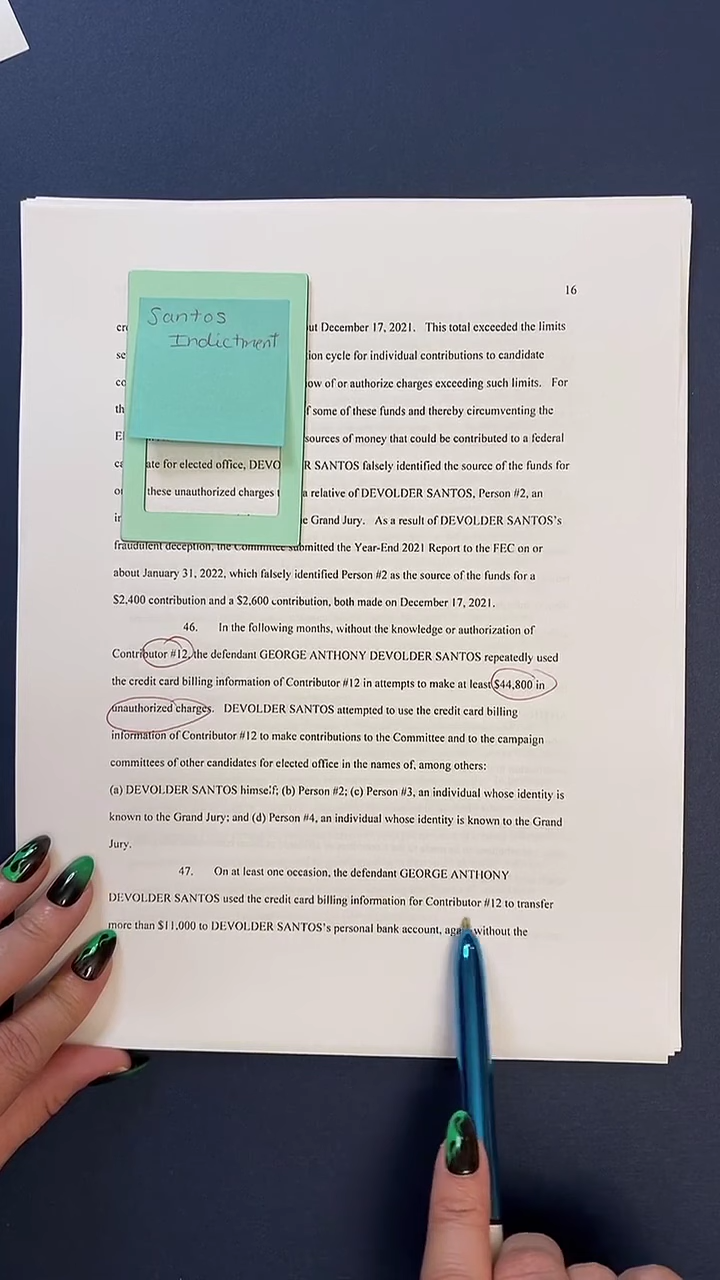 16
Santos
Indictment
cr ut December 17, 2021. This total exceeded the limits
se ion cycle for individual contributions to candidate
co ow of or authorize charges exceeding such limits. For
th f some of these funds and thereby circumventing the
sources of money that could be contributed to a federal
ca ate for elected office, DEVO R SANTOS falsely identified the source of the funds for
these unauthorized charges a relative of DEVOLDER SANTOS, Person #2, an
e Grand Jury. As a result of DEVOLDER SANTOS's
fraudulent deception, the Committee submitted the Year-End 2021 Report to the FEC on or
about January 31, 2022, which falsely identified Person #2 as the source of the funds for a
$2,400 contribution and a $2,600 contribution, both made on December 17, 2021.
46. In the following months, without the knowledge or authorization of
Contributor #12, the defendant GEORGE ANTHONY DEVOLDER SANTOS repeatedly used
the credit card billing information of Contributor #12 in attempts to make at least $44,800 in
unauthorized charges. DEVOLDER SANTOS attempted to use the credit card billing
information of Contributor #12 to make contributions to the Committee and to the campaign
committees of other candidates for elected office in the names of, among others:
(a) DEVOLDER SANTOS himself; (b) Person #2; (c) Person #3, an individual whose identity is
known to the Grand Jury; and (d) Person #4, an individual whose identity is known to the Grand
Jury.
47. On at least one occasion, the defendant GEORGE ANTHONY
DEVOLDER SANTOS used the credit card billing information for Contributor #12 to transfer
more than $11,000 to DEVOLDER SANTOS's personal bank account, again without the